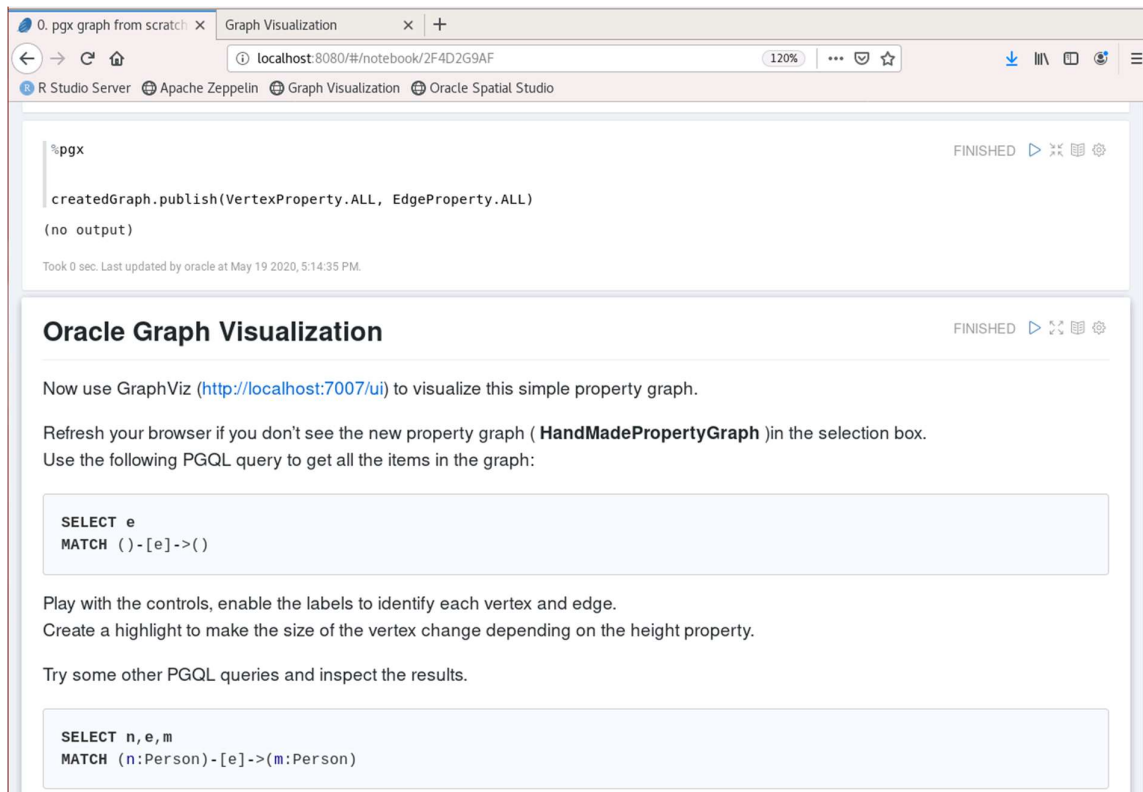 0. pgx graph from scratch
Graph Visualization
localhost:8080/#/notebook/2F4D2G9AF
120%
R Studio Server Apache Zeppelin Graph Visualization Oracle Spatial Studio
%pgx
FINISHED
createdGraph.publish(VertexProperty.ALL, EdgeProperty.ALL)
(no output)
Took 0 sec. Last updated by oracle at May 19 2020, 5:14:35 PM.
Oracle Graph Visualization
FINISHED
Now use GraphViz (http://localhost:7007/ui) to visualize this simple property graph.
Refresh your browser if you don't see the new property graph ( HandMadePropertyGraph )in the selection box.
Use the following PGQL query to get all the items in the graph:
SELECT e
MATCH ()-[e]->()
Play with the controls, enable the labels to identify each vertex and edge.
Create a highlight to make the size of the vertex change depending on the height property.
Try some other PGQL queries and inspect the results.
SELECT n,e,m
MATCH (n:Person)-[e]->(m:Person)